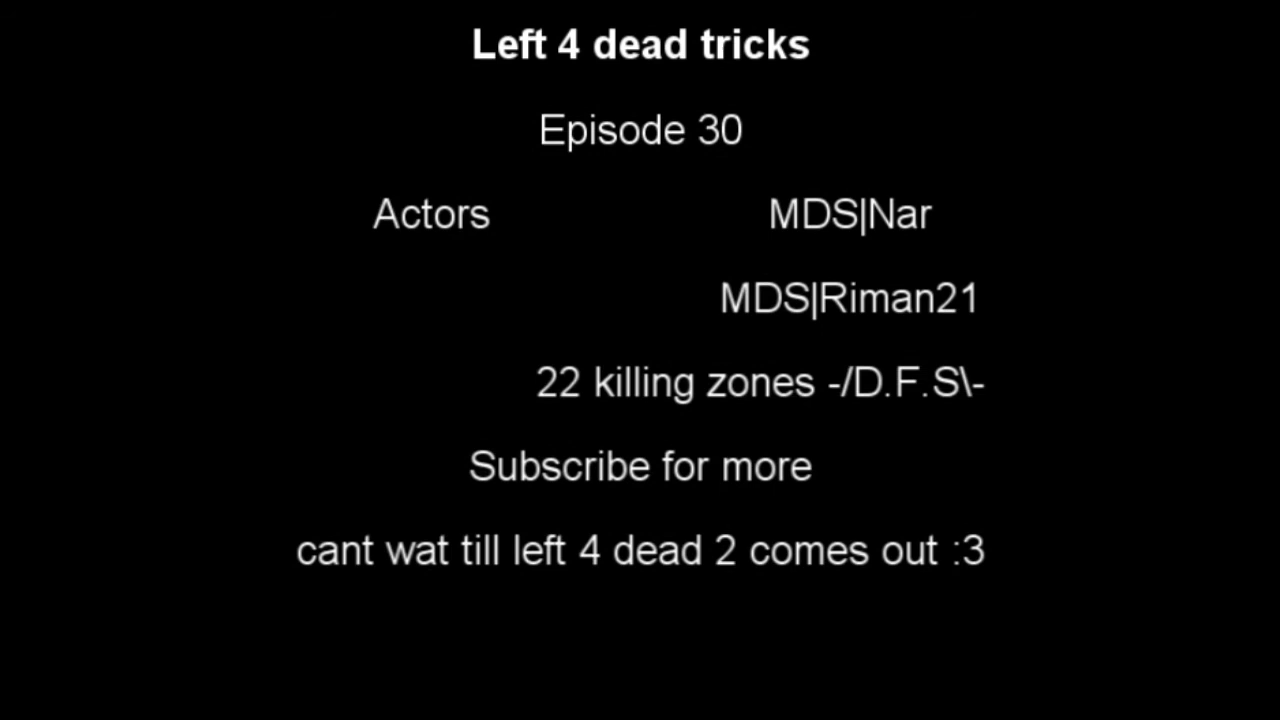 Left 4 dead tricks
Episode 30
Actors MDS|Nar
MDS|Riman21
22 killing zones -/D.F.S\-
Subscribe for more
cant wat till left 4 dead 2 comes out :3